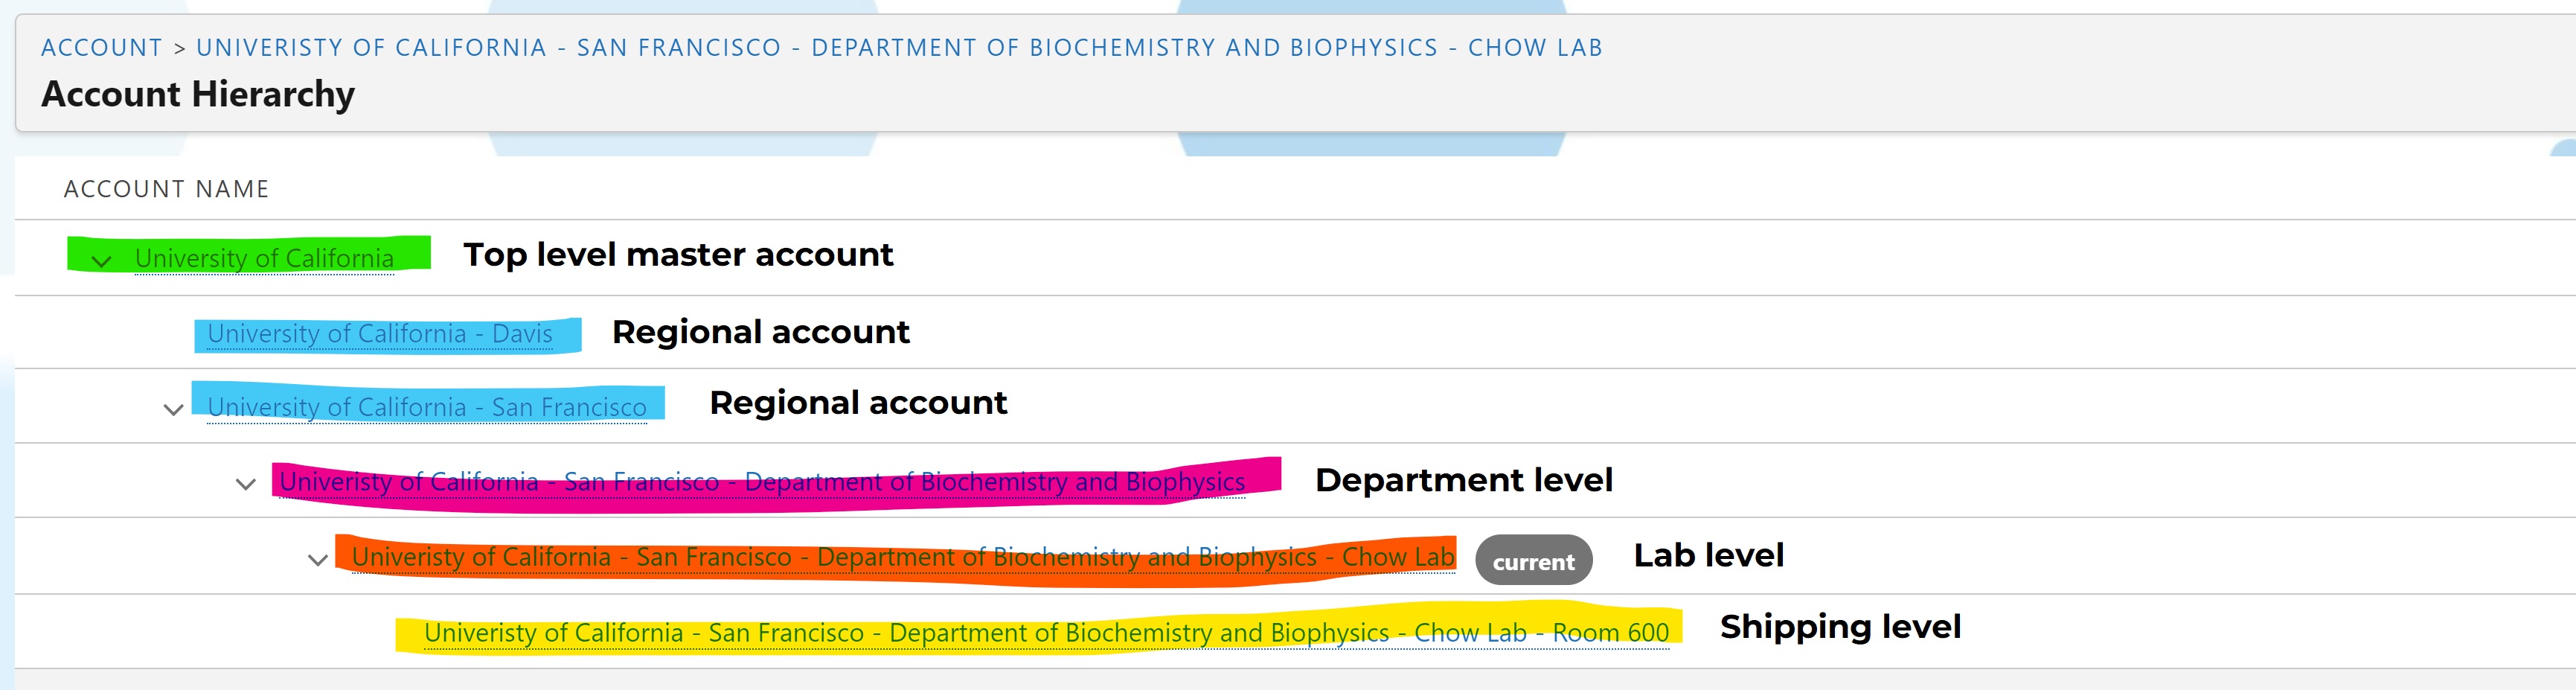 ACCOUNT > UNIVERISTY OF CALIFORNIA - SAN FRANCISCO - DEPARTMENT OF BIOCHEMISTRY AND BIOPHYSICS - CHOW LAB
Account Hierarchy
ACCOUNT NAME
University of California Top level master account
University of California - Davis Regional account
University of California - San Francisco Regional account
Univeristy of California - San Francisco - Department of Biochemistry and Biophysics Department level
Univeristy of California - San Francisco - Department of Biochemistry and Biophysics - Chow Lab current Lab level
Univeristy of California - San Francisco - Department of Biochemistry and Biophysics - Chow Lab - Room 600 Shipping level